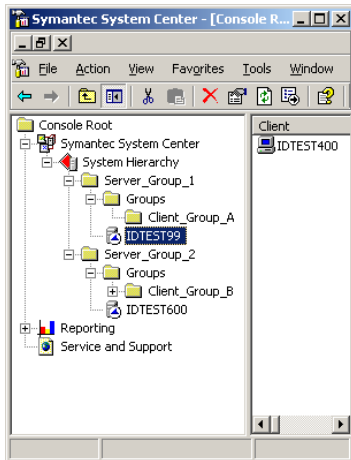 Symantec System Center - [Console R...
File Action View Favorites Tools Window
Console Root
Symantec System Center
System Hierarchy
Server_Group_1
Groups
Client_Group_A
IDTEST99
Server_Group_2
Groups
Client_Group_B
IDTEST600
Reporting
Service and Support
Client
IDTEST400